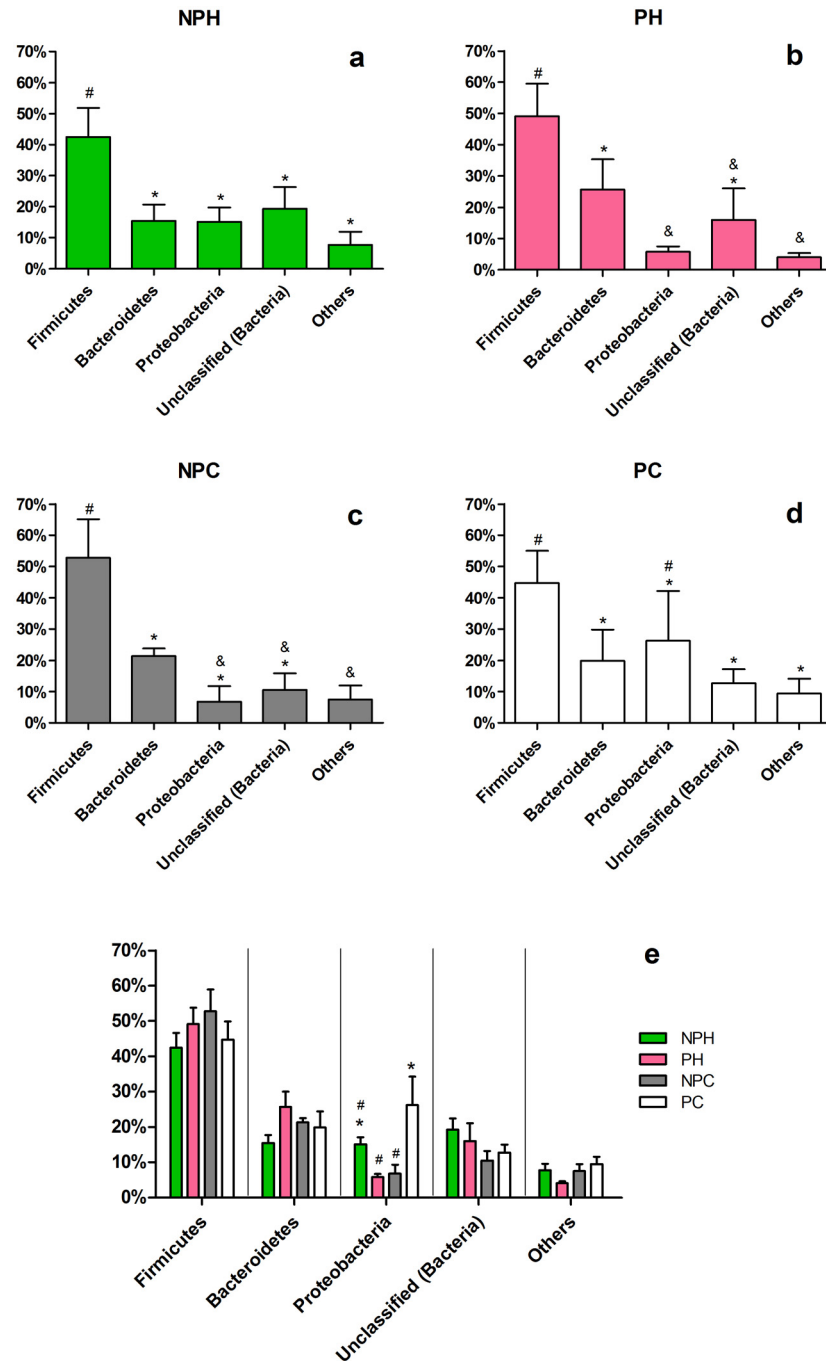 NPH
a
70%
60%
50%
40%
30%
20%
10%
0%
#
*
*
*
*
Firmicutes
Bacteroidetes
Proteobacteria
Unclassified (Bacteria)
Others
PH
b
70%
60%
50%
40%
30%
20%
10%
0%
#
*
&
&
*
&
Firmicutes
Bacteroidetes
Proteobacteria
Unclassified (Bacteria)
Others
NPC
c
70%
60%
50%
40%
30%
20%
10%
0%
#
*
&
*
&
*
&
Firmicutes
Bacteroidetes
Proteobacteria
Unclassified (Bacteria)
Others
PC
d
70%
60%
50%
40%
30%
20%
10%
0%
#
*
#
*
*
*
Firmicutes
Bacteroidetes
Proteobacteria
Unclassified (Bacteria)
Others
e
70%
60%
50%
40%
30%
20%
10%
0%
#
*
#
#
*
NPH
PH
NPC
PC
Firmicutes
Bacteroidetes
Proteobacteria
Unclassified (Bacteria)
Others